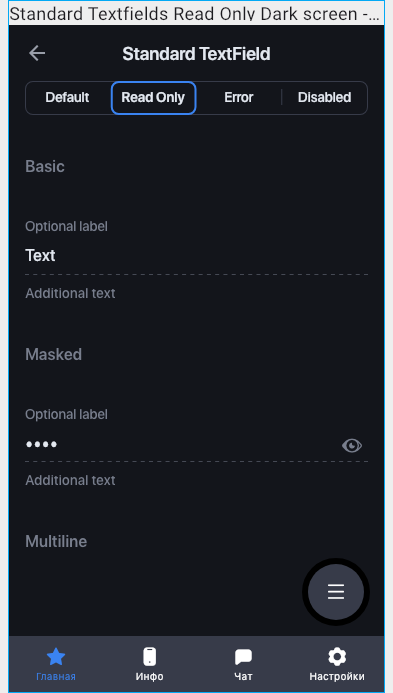 Standard Textfields Read Only Dark screen -...
Standard TextField
Default Read Only Error Disabled
Basic
Optional label
Text
Additional text
Masked
Optional label
••••
Additional text
Multiline
Главная Инфо Чат Настройки